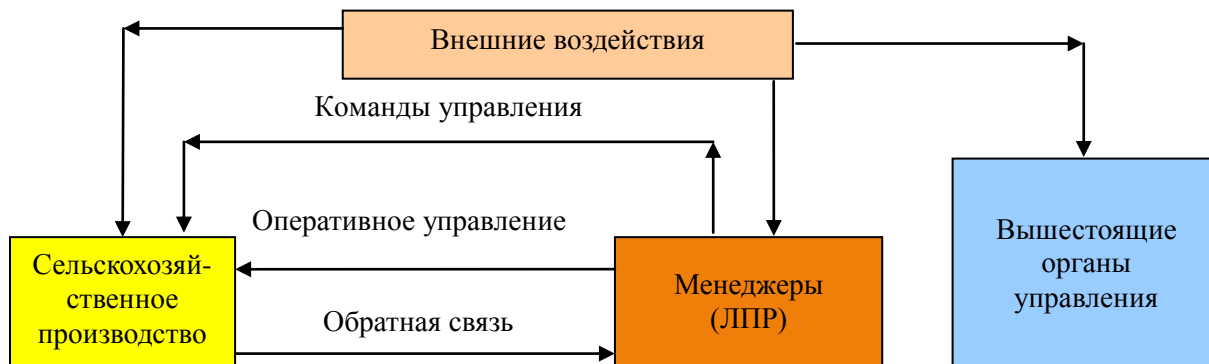 Внешние воздействия
Команды управления
Оперативное управление
Сельскохозяй-
ственное
производство
Обратная связь
Менеджеры
(ЛПР)
Вышестоящие
органы
управления